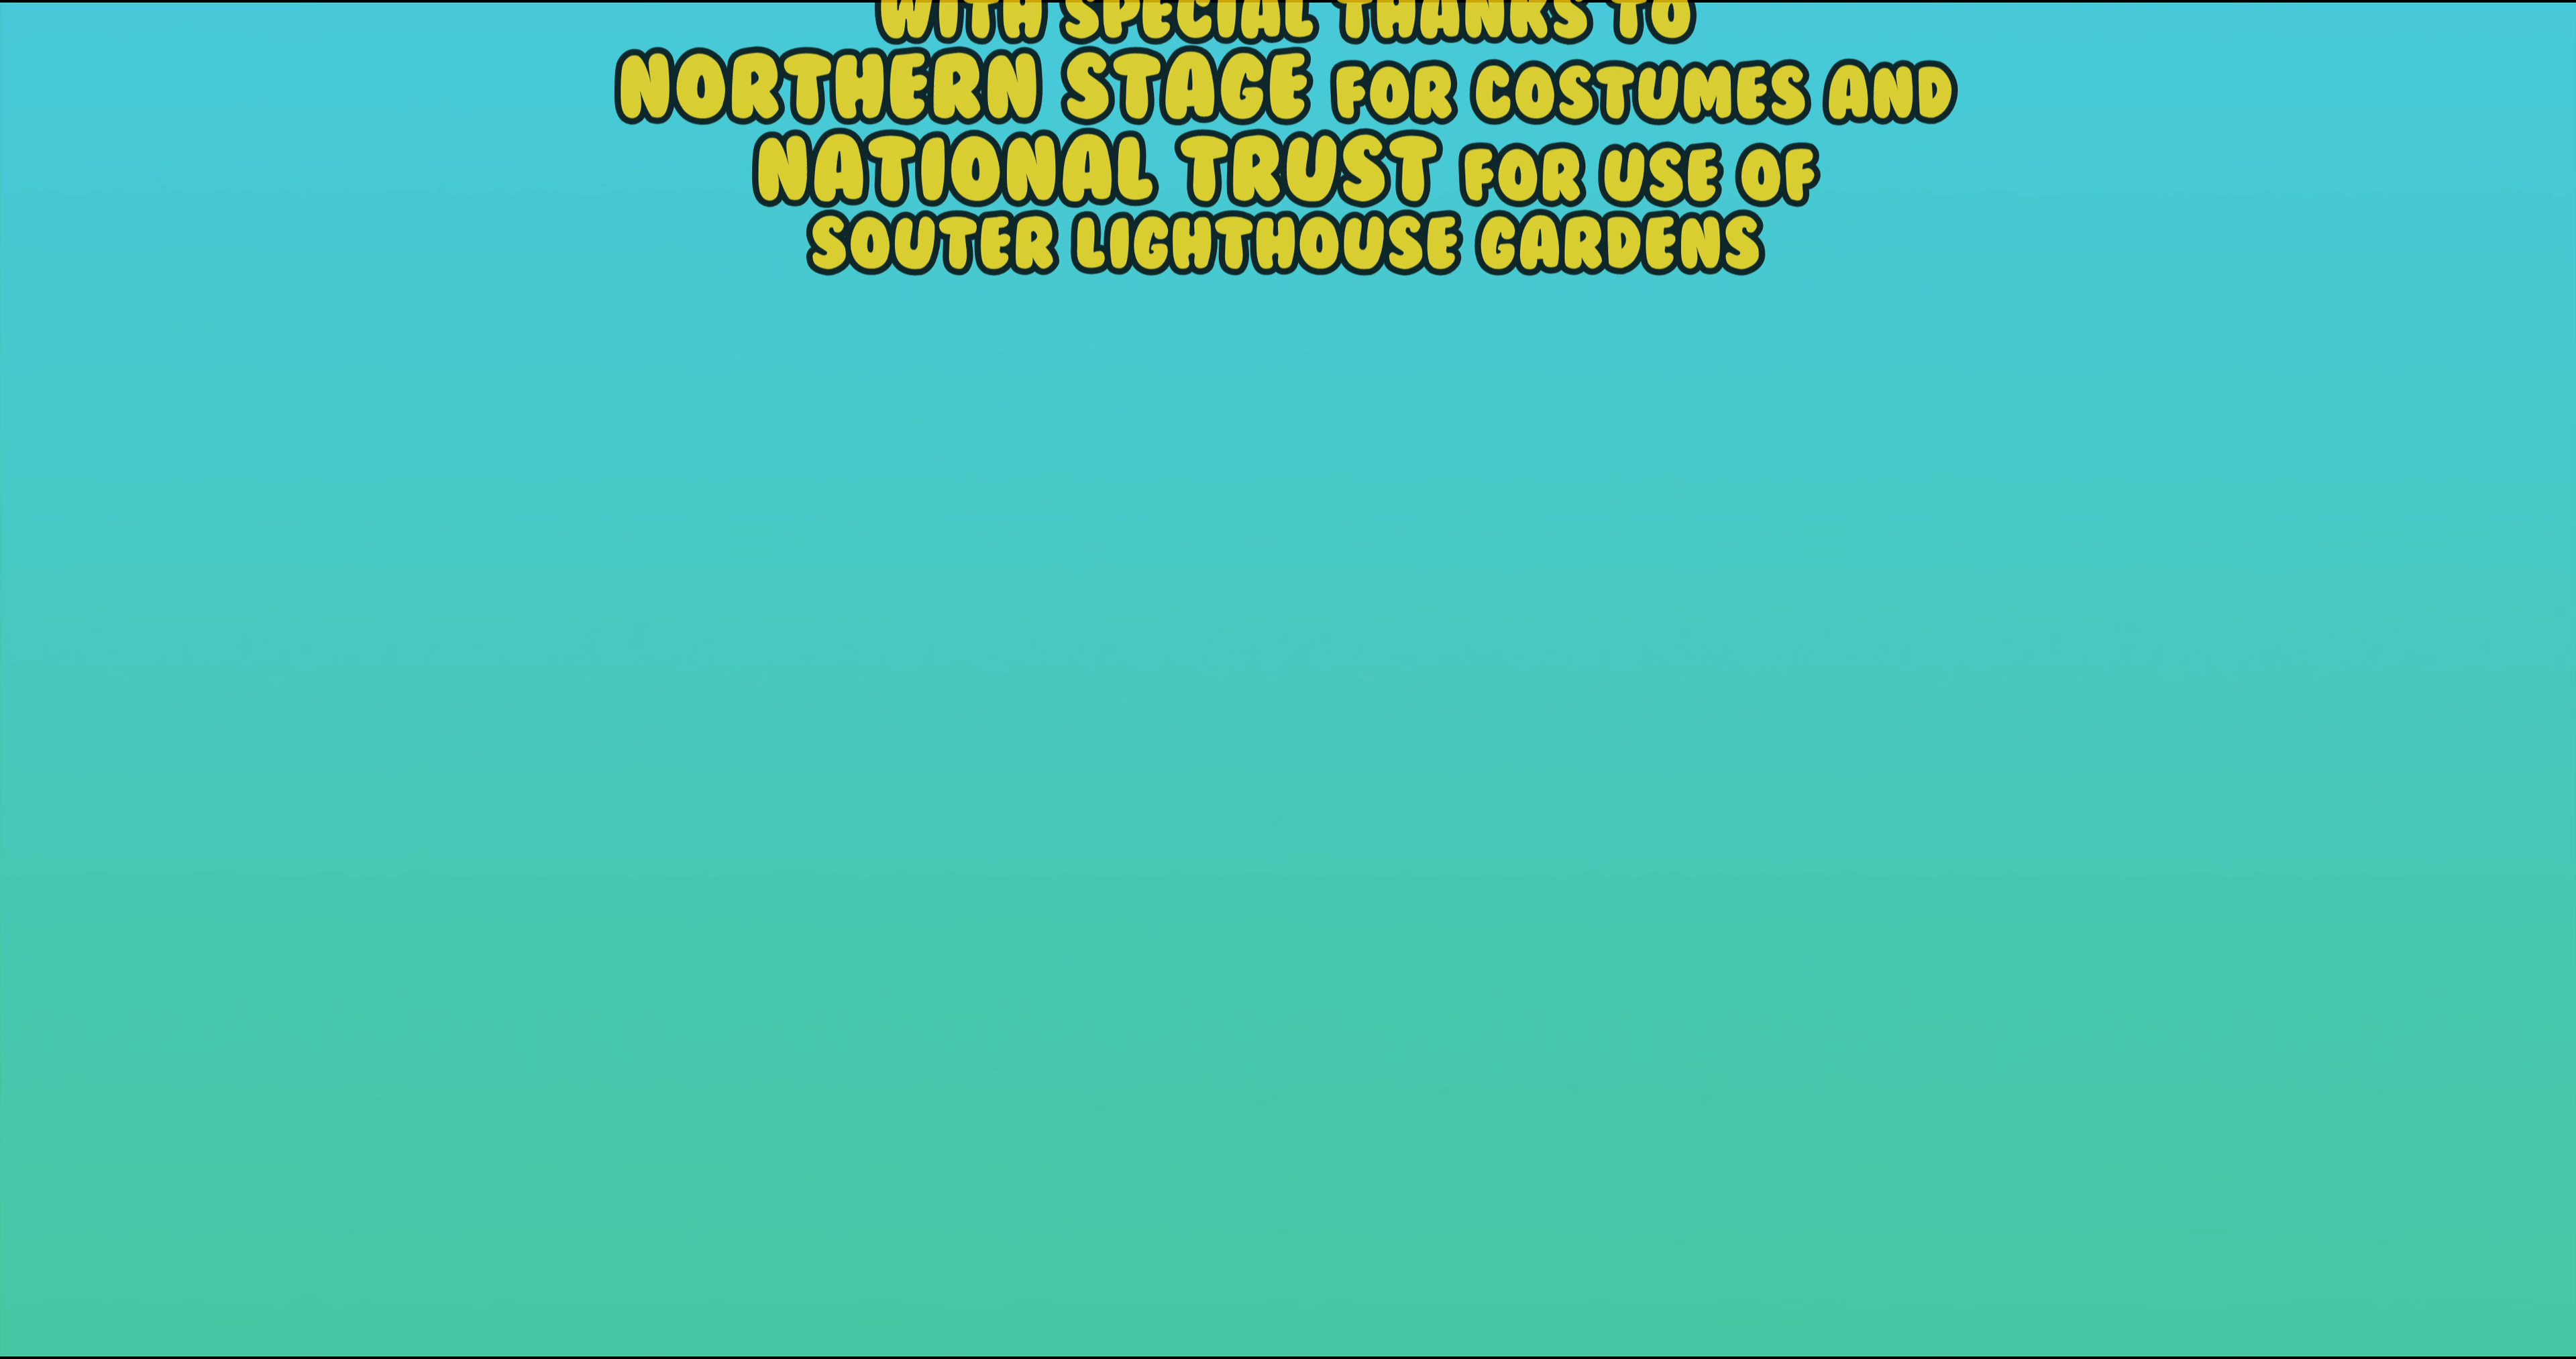 WITH SPECIAL THANKS TO
NORTHERN STAGE FOR COSTUMES AND
NATIONAL TRUST FOR USE OF
SOUTER LIGHTHOUSE GARDENS